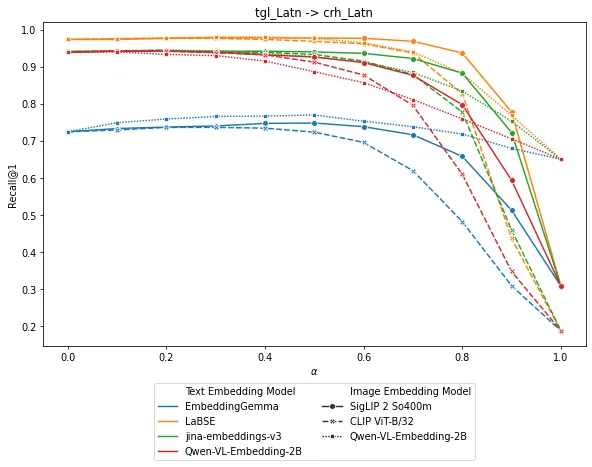 tgl_Latn -> crh_Latn
1.0
0.9
0.8
0.7
0.6
0.5
0.4
0.3
0.2
Recall@1
0.0 0.2 0.4 0.6 0.8 1.0
α
Text Embedding Model Image Embedding Model
EmbeddingGemma SigLIP 2 So400m
LaBSE CLIP ViT-B/32
jina-embeddings-v3 Qwen-VL-Embedding-2B
Qwen-VL-Embedding-2B